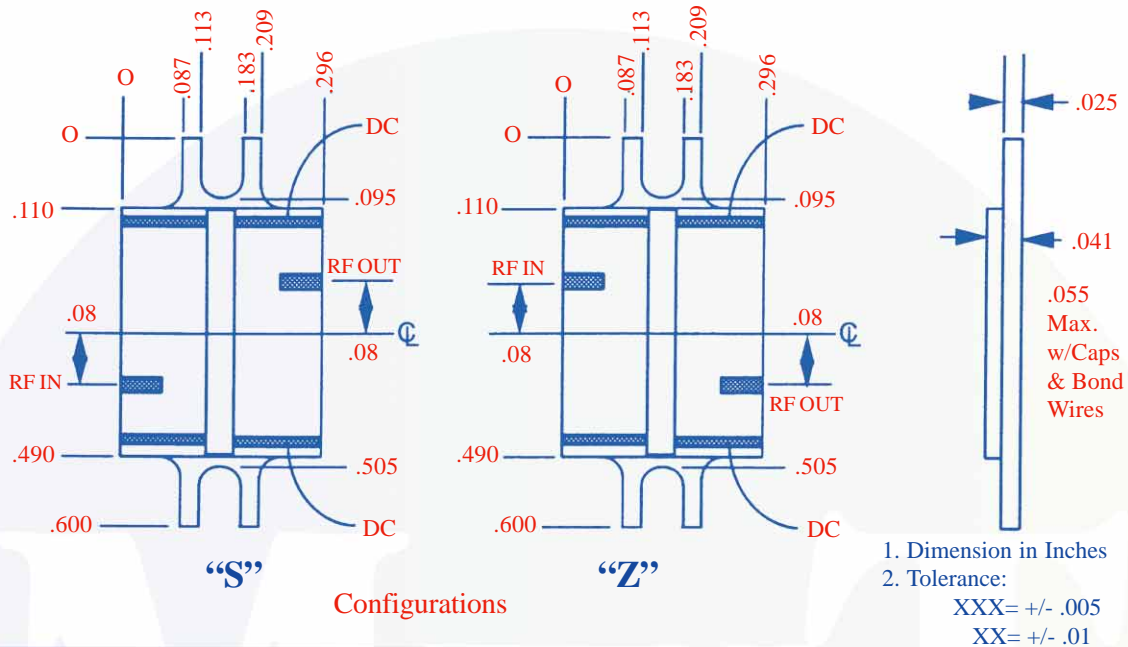 O
.087
.113
.183
.209
.296
O
DC
.110
.095
RF OUT
.08
.08
RF IN
.490
.505
.600
DC
“S”
O
.087
.113
.183
.209
.296
O
DC
.110
.095
RF IN
.08
.08
℄
RF OUT
.490
.505
.600
DC
“Z”
℄
Configurations
.025
.041
.055
Max.
w/Caps
& Bond
Wires
1. Dimension in Inches
2. Tolerance:
XXX= +/- .005
XX= +/- .01